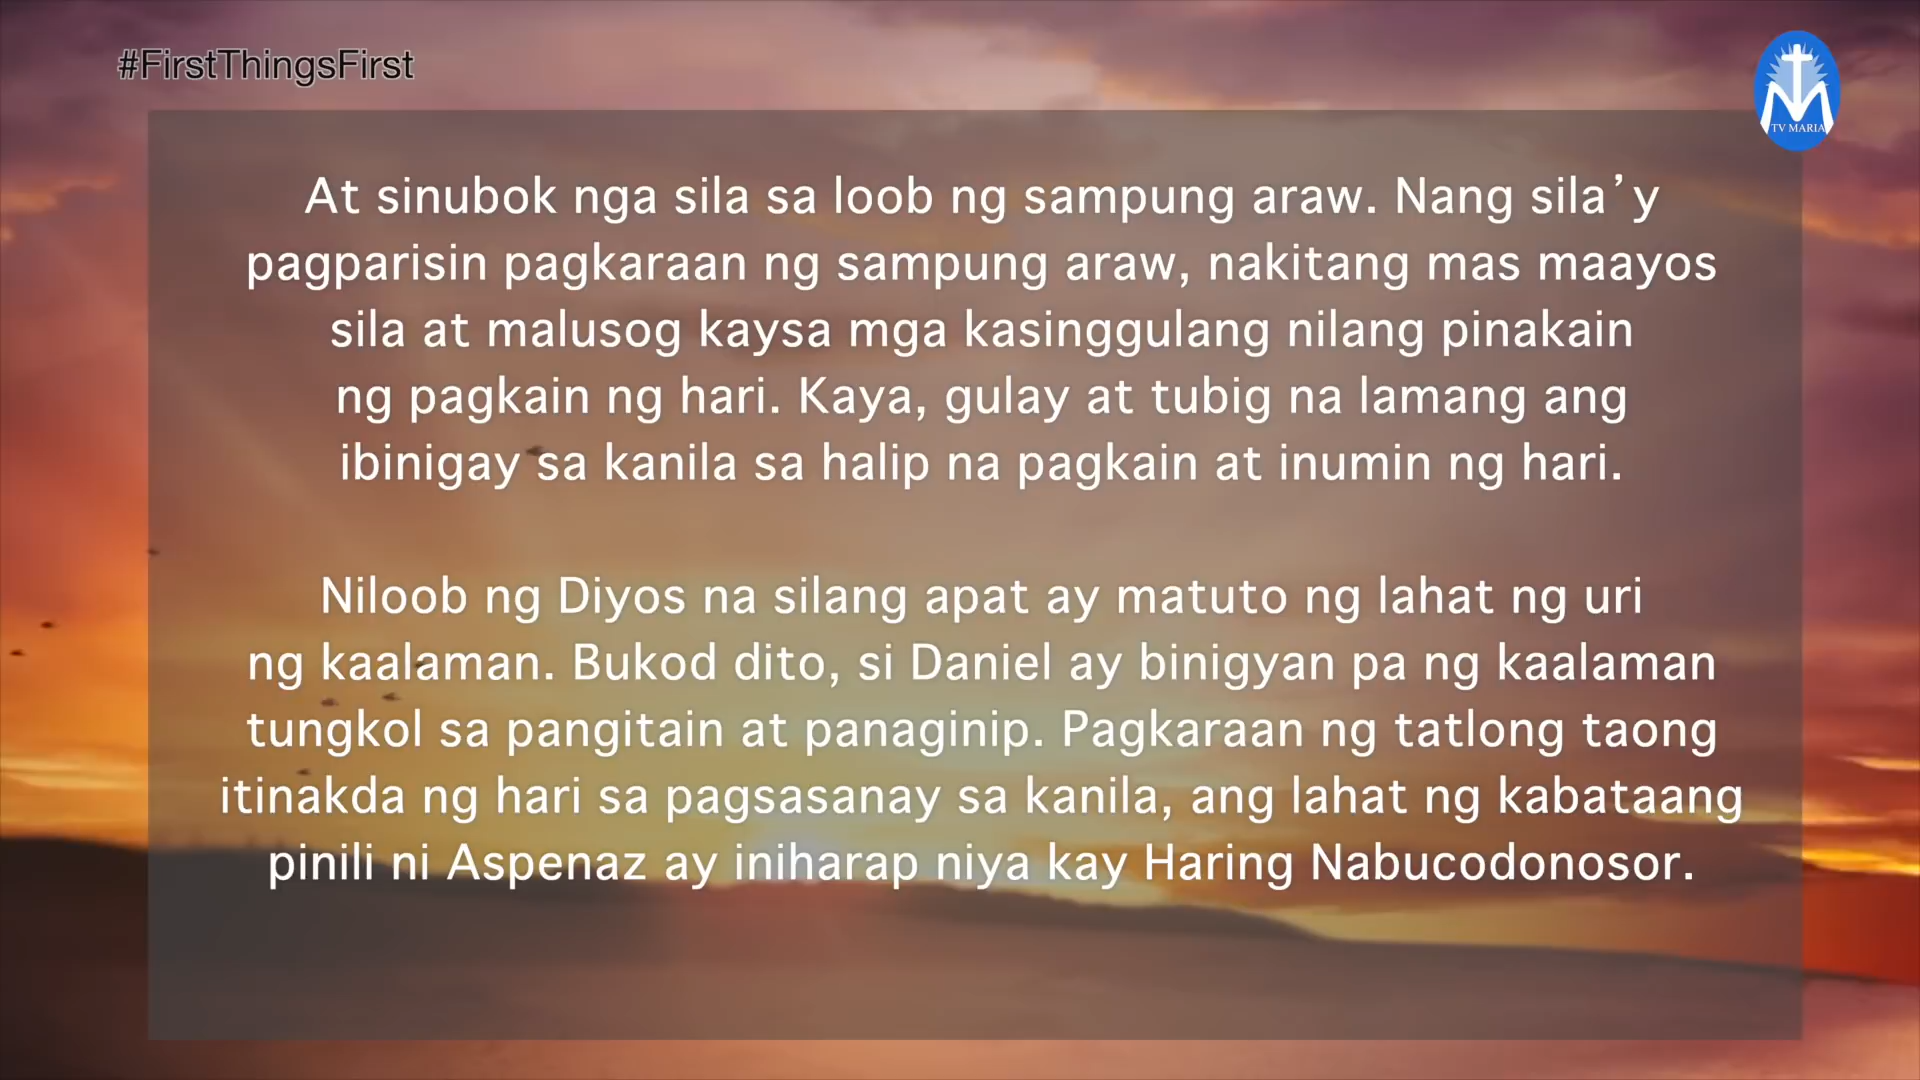 #FirstThingsFirst
TV MARIA
At sinubok nga sila sa loob ng sampung araw. Nang sila’y
pagparisin pagkaraan ng sampung araw, nakitang mas maayos
sila at malusog kaysa mga kasinggulang nilang pinakain
ng pagkain ng hari. Kaya, gulay at tubig na lamang ang
ibinigay sa kanila sa halip na pagkain at inumin ng hari.
Niloob ng Diyos na silang apat ay matuto ng lahat ng uri
ng kaalaman. Bukod dito, si Daniel ay binigyan pa ng kaalaman
tungkol sa pangitain at panaginip. Pagkaraan ng tatlong taong
itinakda ng hari sa pagsasanay sa kanila, ang lahat ng kabataang
pinili ni Aspenaz ay iniharap niya kay Haring Nabucodonosor.